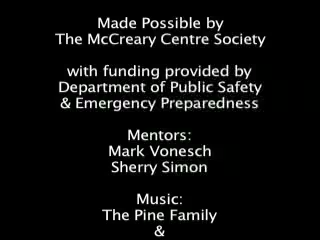 Made Possible by
The McCreary Centre Society
with funding provided by
Department of Public Safety
& Emergency Preparedness
Mentors:
Mark Vonesch
Sherry Simon
Music:
The Pine Family
&